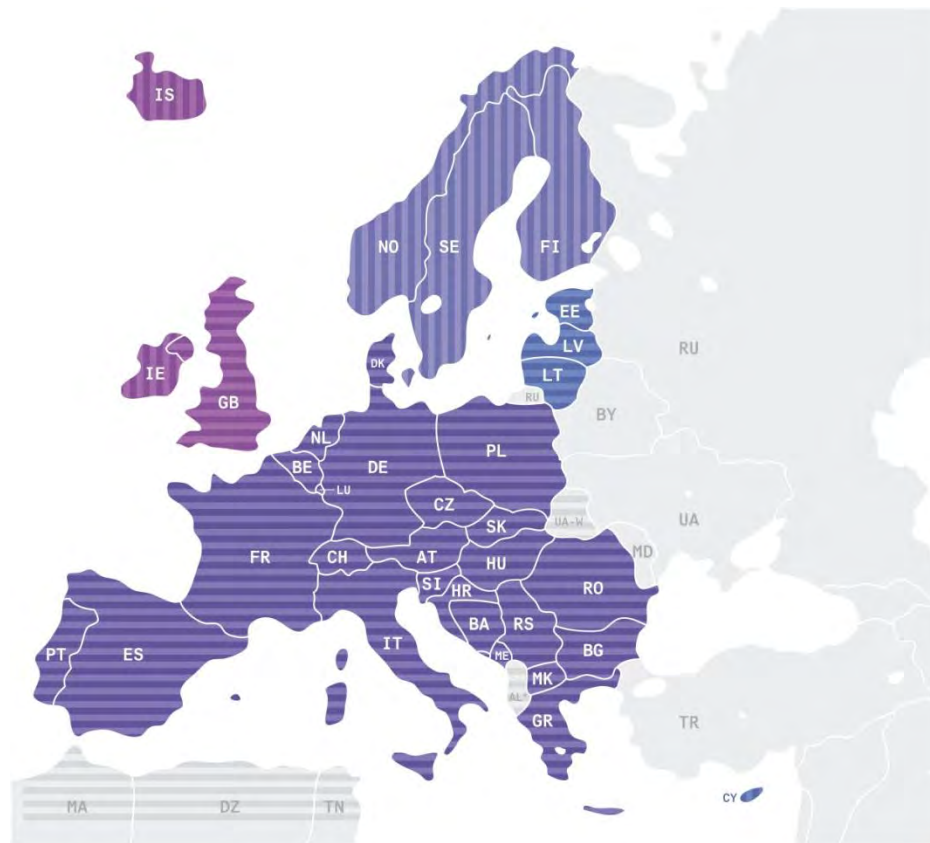 IS
NO
SE
FI
EE
LV
LT
RU
RU
BY
DK
IE
GB
NL
BE
LU
DE
PL
CZ
SK
UA-W
UA
MD
FR
CH
AT
HU
SI
HR
RO
BA
RS
BG
ME
MK
AL*
GR
IT
PT
ES
TR
CY
MA
DZ
TN